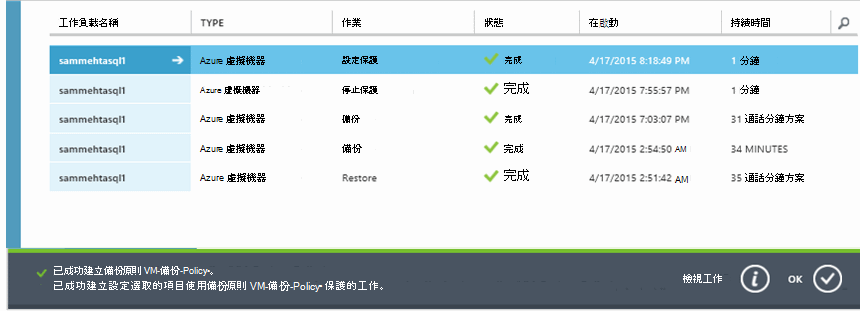 工作負載名稱 TYPE 作業 狀態 在啟動 持續時間
sammehtasql1 Azure 虛擬機器 設定保護 完成 4/17/2015 8:18:49 PM 1 分鐘
sammehtasql1 Azure 虛擬機器 停止保護 完成 4/17/2015 7:55:57 PM 1 分鐘
sammehtasql1 Azure 虛擬機器 備份 完成 4/17/2015 7:03:07 PM 31 通話分鐘方案
sammehtasql1 Azure 虛擬機器 備份 完成 4/17/2015 2:54:50 AM 34 MINUTES
sammehtasql1 Azure 虛擬機器 Restore 完成 4/17/2015 2:51:42 AM 35 通話分鐘方案
已成功建立備份原則 VM-備份-Policy-。
已成功建立設定選取的項目使用備份原則 VM-備份-Policy- 保護的工作。
檢視工作 OK